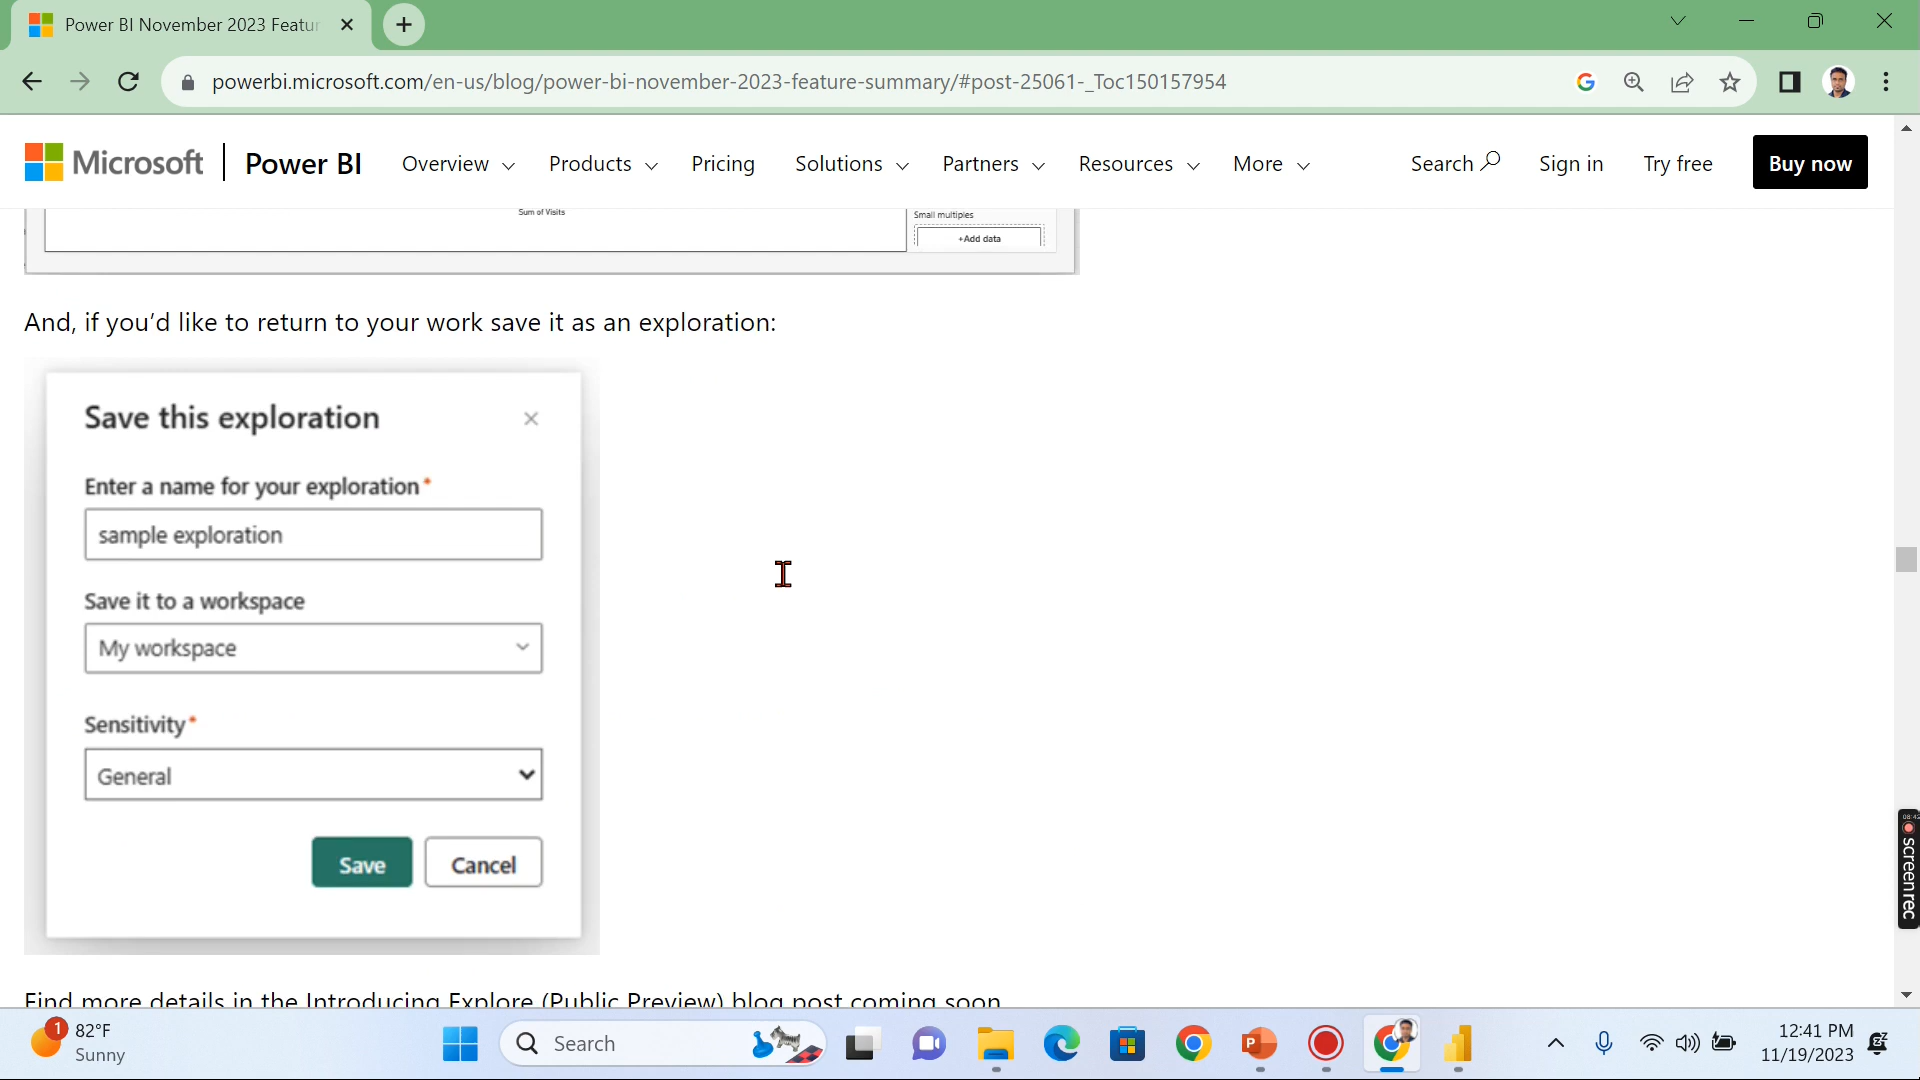 Power BI November 2023 Featur
powerbi.microsoft.com/en-us/blog/power-bi-november-2023-feature-summary/#post-25061-_Toc150157954
Microsoft Power BI Overview Products Pricing Solutions Partners Resources More Search Sign in Try free Buy now
Sum of Visits
Small multiples
+Add data
And, if you'd like to return to your work save it as an exploration:
Save this exploration
Enter a name for your exploration *
sample exploration
Save it to a workspace
My workspace
Sensitivity *
General
Save Cancel
Find more details in the Introducing Explore (Public Preview) blog post coming soon
screenrec
1 82°F
Sunny
Search
12:41 PM
11/19/2023